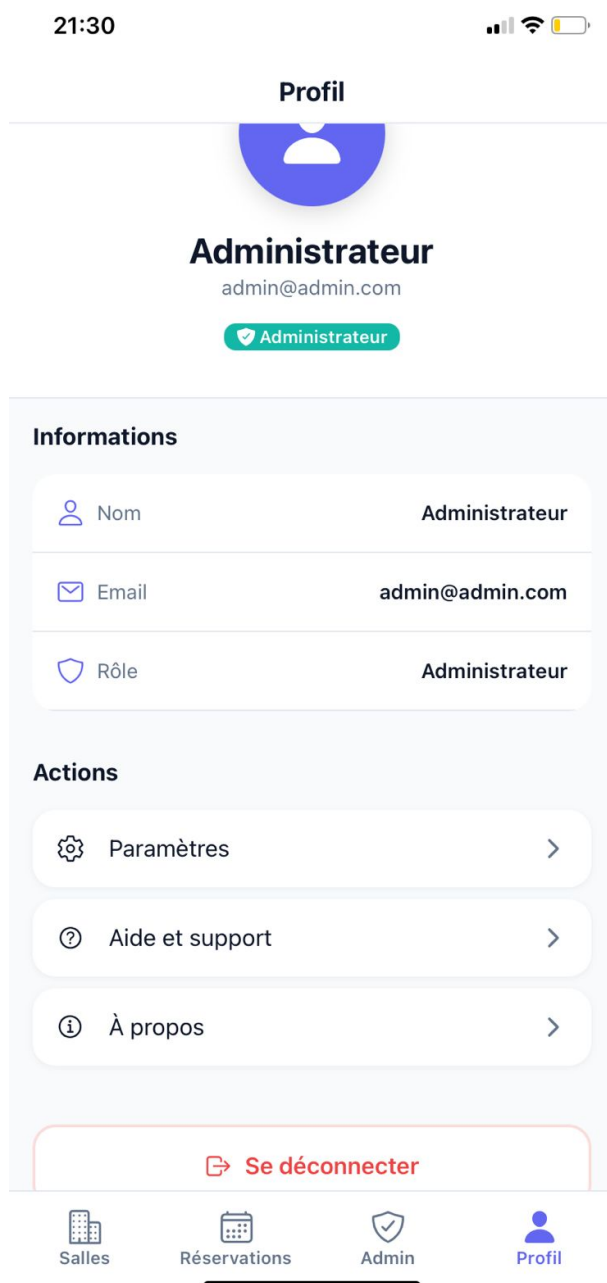 21:30
Profil
Administrateur
admin@admin.com
Administrateur
Informations
Nom Administrateur
Email admin@admin.com
Rôle Administrateur
Actions
Paramètres
Aide et support
À propos
Se déconnecter
Salles Réservations Admin Profil